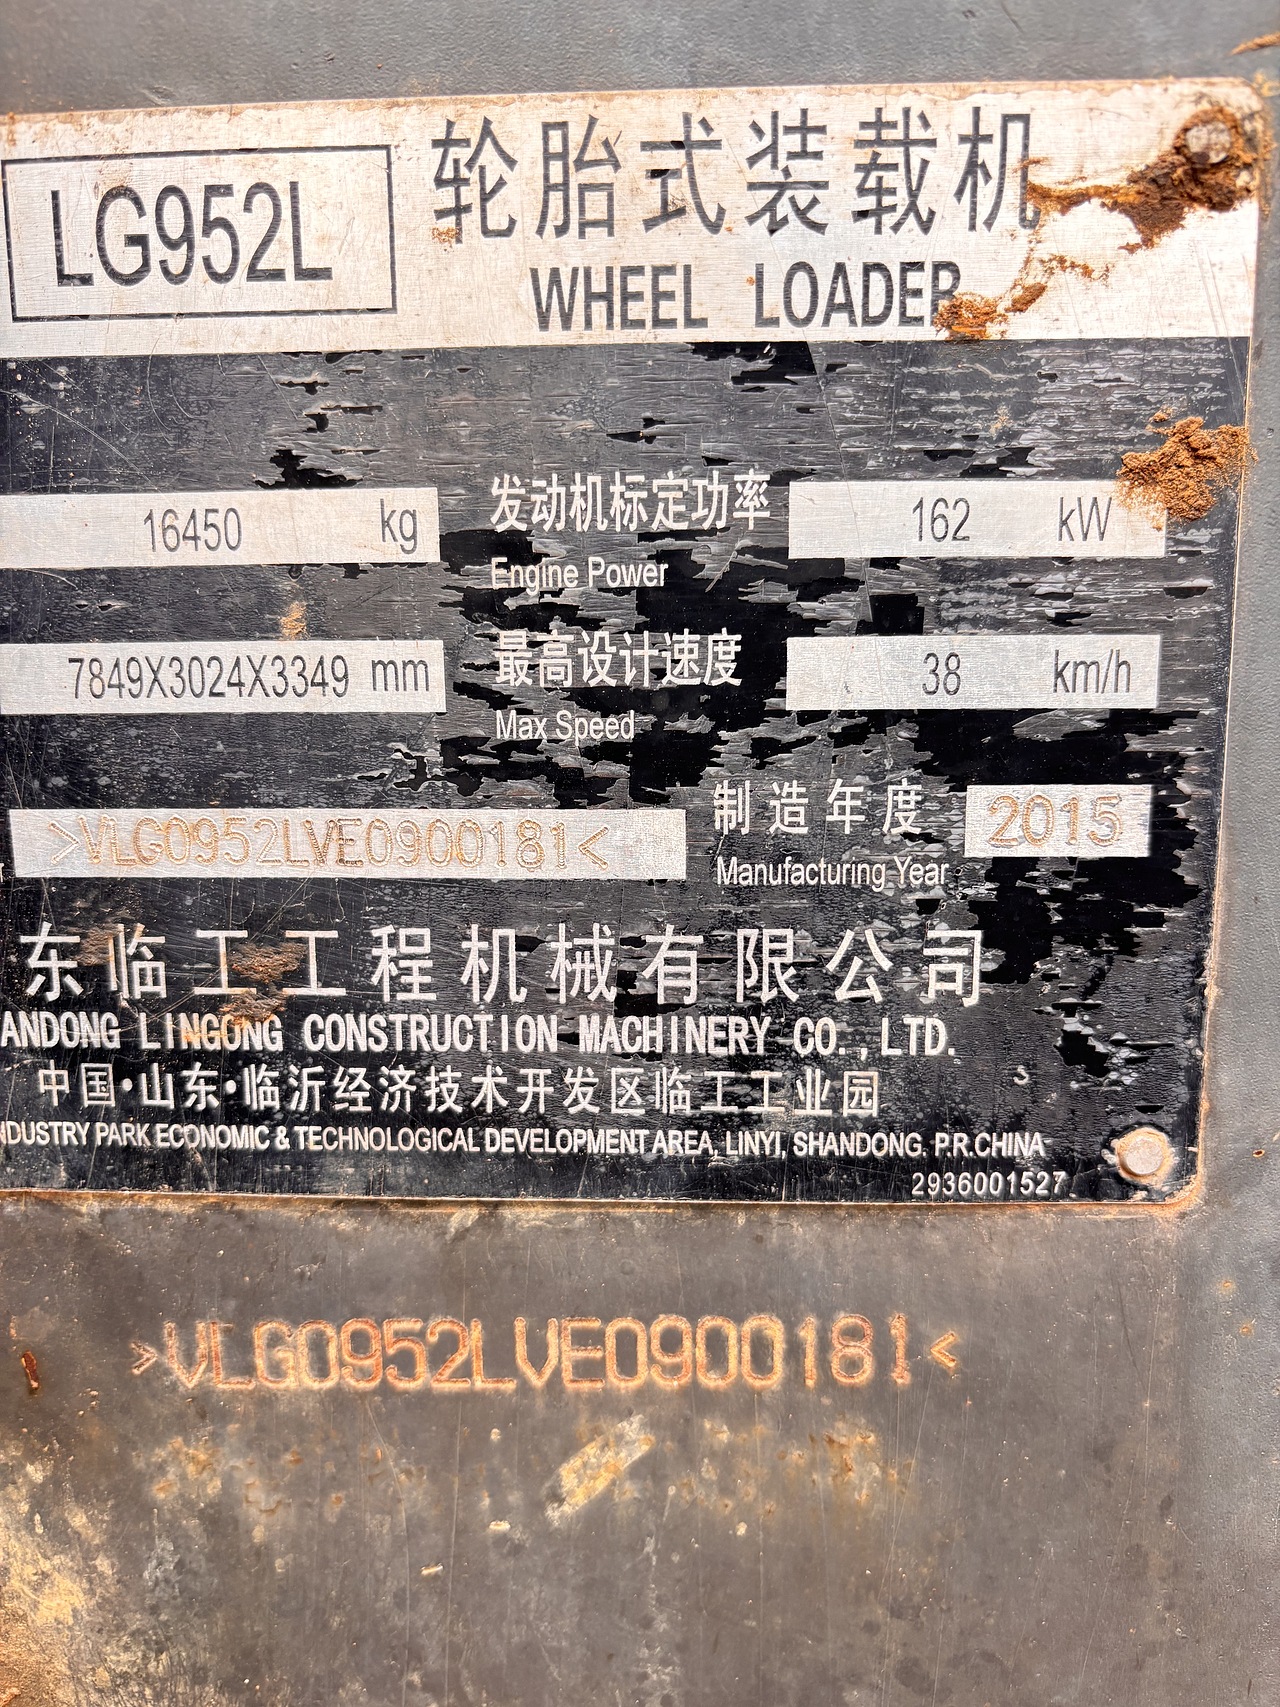 LG952L
轮胎式装载机
WHEEL LOADER
16450 kg
发动机标定功率 162 kW
Engine Power
7849X3024X3349 mm
最高设计速度 38 km/h
Max Speed
>VLG0952LVE0900181<
制造年度 2015
Manufacturing Year
东临工工程机械有限公司
ANDONG LINGONG CONSTRUCTION MACHINERY CO.,LTD.
中国·山东·临沂经济技术开发区临工工业园
NDUSTRY PARK ECONOMIC & TECHNOLOGICAL DEVELOPMENT AREA, LINYI, SHANDONG. P.R.CHINA
2936001527
>VLG0952LVE0900181<